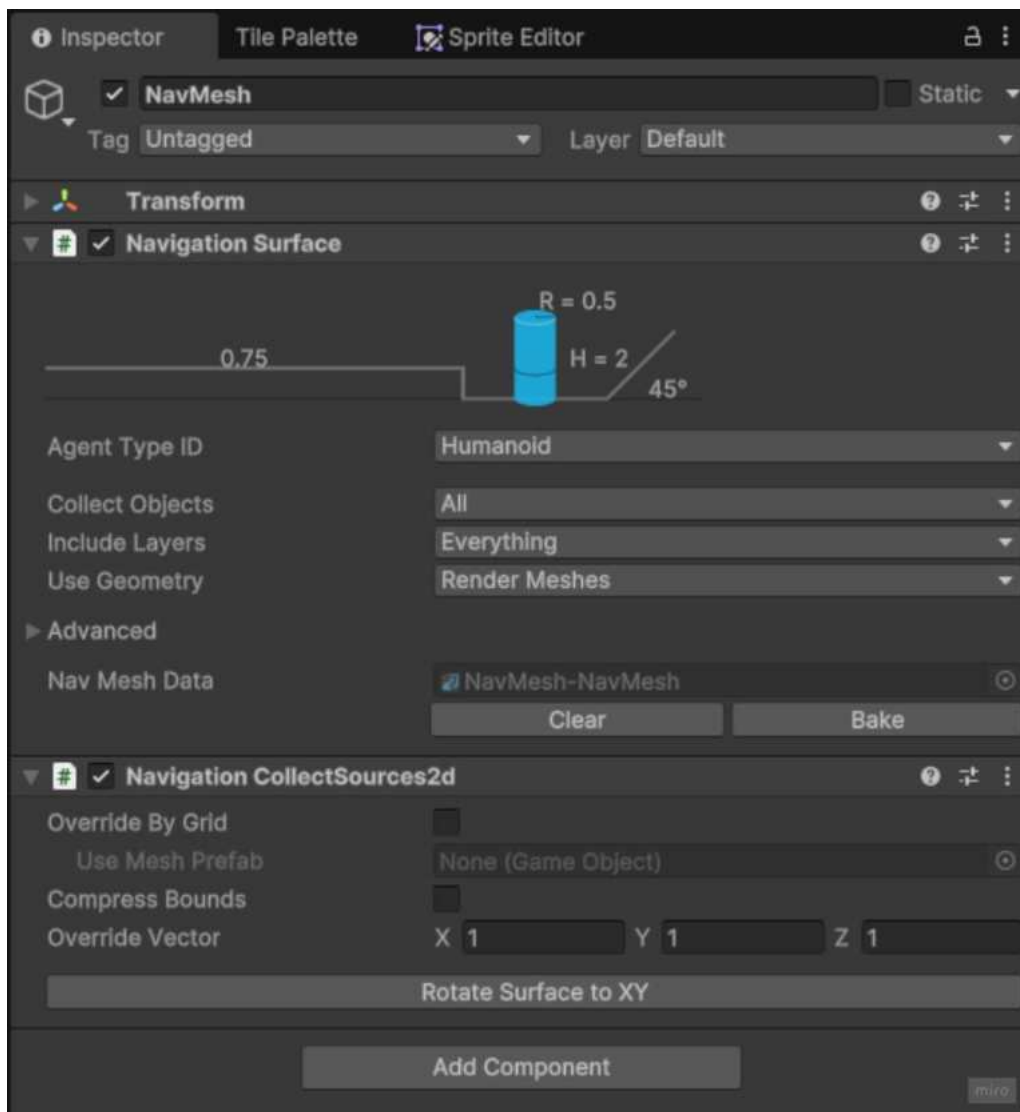 Inspector Tile Palette Sprite Editor
NavMesh Static
Tag Untagged Layer Default
Transform
# Navigation Surface
R = 0.5
0.75 H = 2
45°
Agent Type ID Humanoid
Collect Objects All
Include Layers Everything
Use Geometry Render Meshes
Advanced
Nav Mesh Data NavMesh-NavMesh
Clear Bake
# Navigation CollectSources2d
Override By Grid
Use Mesh Prefab None (Game Object)
Compress Bounds
Override Vector X 1 Y 1 Z 1
Rotate Surface to XY
Add Component
miro